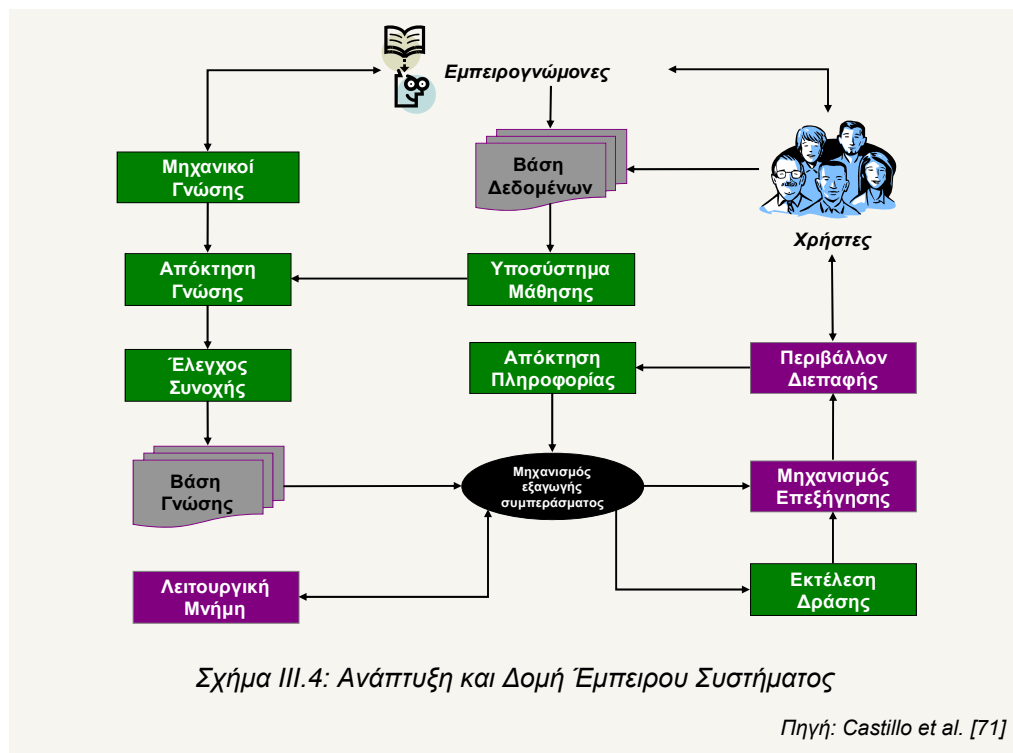 Εμπειρογνώμονες
Μηχανικοί
Γνώσης
Βάση
Δεδομένων
Χρήστες
Απόκτηση
Γνώσης
Υποσύστημα
Μάθησης
Έλεγχος
Συνοχής
Απόκτηση
Πληροφορίας
Περιβάλλον
Διεπαφής
Βάση
Γνώσης
Μηχανισμός
εξαγωγής
συμπεράσματος
Μηχανισμός
Επεξήγησης
Λειτουργική
Μνήμη
Εκτέλεση
Δράσης
Σχήμα III.4: Ανάπτυξη και Δομή Έμπειρου Συστήματος
Πηγή: Castillo et al. [71]